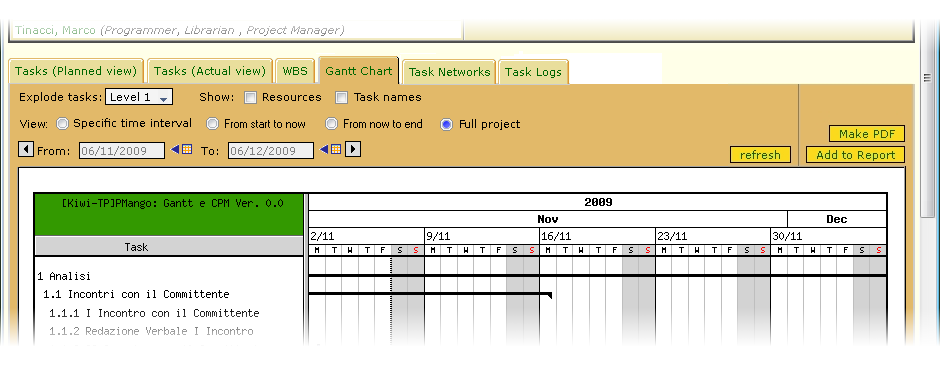 Tinacci, Marco (Programmer, Librarian , Project Manager)
Tasks (Planned view) Tasks (Actual view) WBS Gantt Chart Task Networks Task Logs
Explode tasks: Level 1 Show: Resources Task names
View: Specific time interval From start to now From now to end Full project
Make PDF
From: 06/11/2009 To: 06/12/2009
refresh Add to Report
[Kiwi-TP]PMango: Gantt e CPM Ver. 0.0
2009
Nov Dec
Task
2/11 9/11 16/11 23/11 30/11
M T W T F S S M T W T F S S M T W T F S S M T W T F S S M T W T F S S
1 Analisi
1.1 Incontri con il Committente
1.1.1 I Incontro con il Committente
1.1.2 Redazione Verbale I Incontro